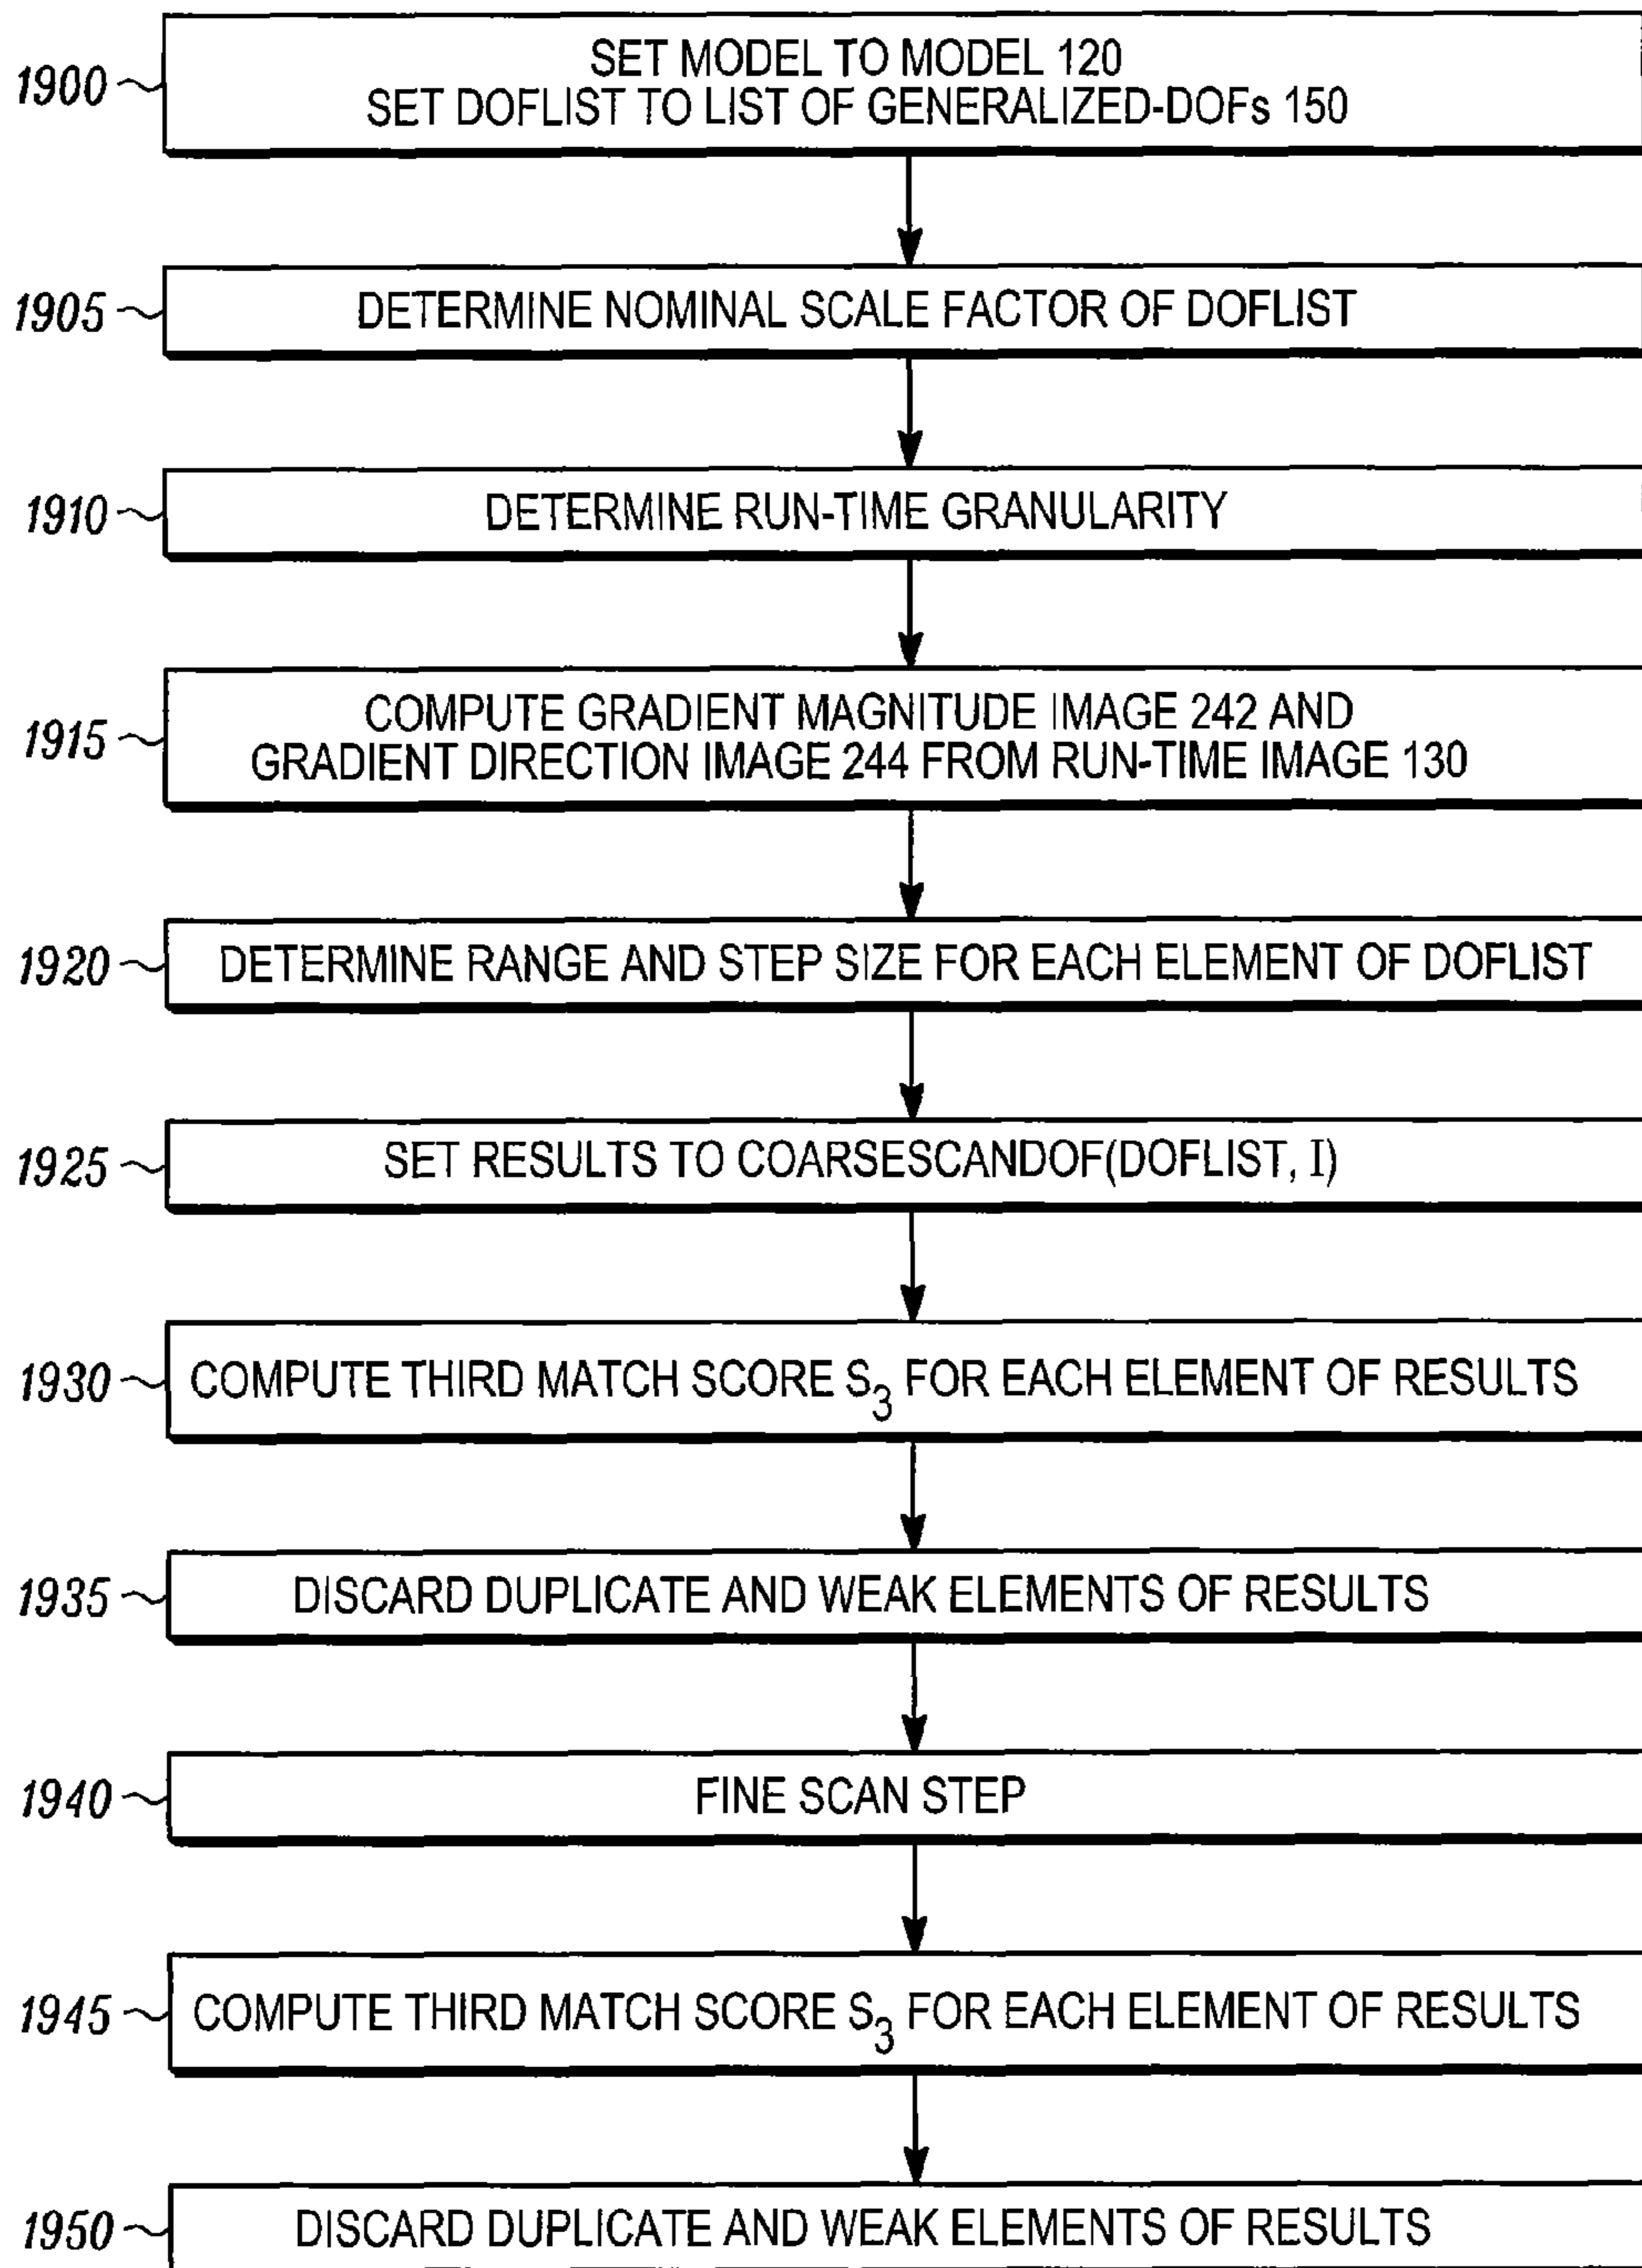 1900
SET MODEL TO MODEL 120
SET DOFLIST TO LIST OF GENERALIZED-DOFs 150
1905
DETERMINE NOMINAL SCALE FACTOR OF DOFLIST
1910
DETERMINE RUN-TIME GRANULARITY
1915
COMPUTE GRADIENT MAGNITUDE IMAGE 242 AND
GRADIENT DIRECTION IMAGE 244 FROM RUN-TIME IMAGE 130
1920
DETERMINE RANGE AND STEP SIZE FOR EACH ELEMENT OF DOFLIST
1925
SET RESULTS TO COARSESCANDOF(DOFLIST, I)
1930
COMPUTE THIRD MATCH SCORE S3 FOR EACH ELEMENT OF RESULTS
1935
DISCARD DUPLICATE AND WEAK ELEMENTS OF RESULTS
1940
FINE SCAN STEP
1945
COMPUTE THIRD MATCH SCORE S3 FOR EACH ELEMENT OF RESULTS
1950
DISCARD DUPLICATE AND WEAK ELEMENTS OF RESULTS